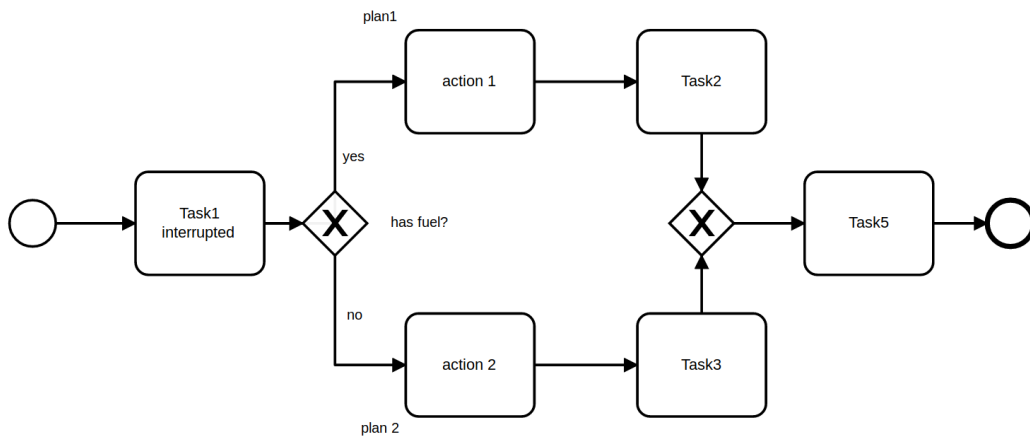 plan1
action 1
Task2
yes
Task1
interrupted
X
has fuel?
X
Task5
no
action 2
Task3
plan 2